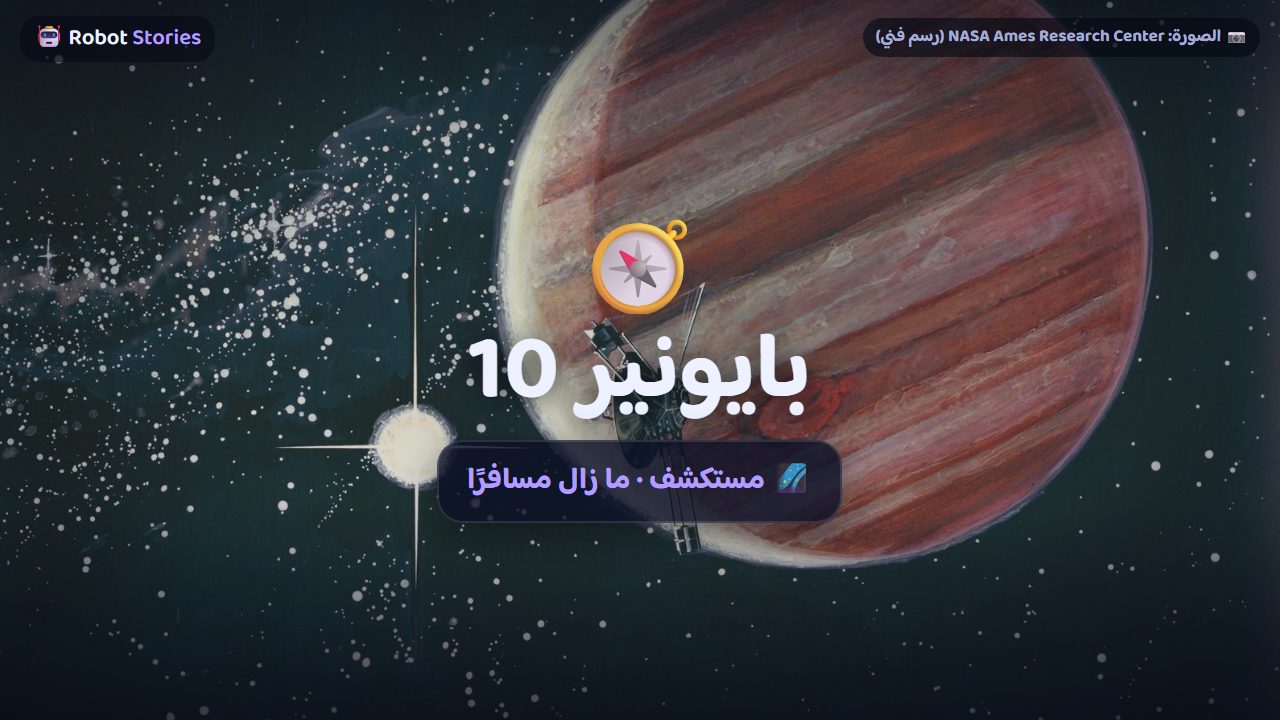 Robot Stories
الصورة: NASA Ames Research Center (رسم فني)
بايونير 10
مستكشف · ما زال مسافرًا